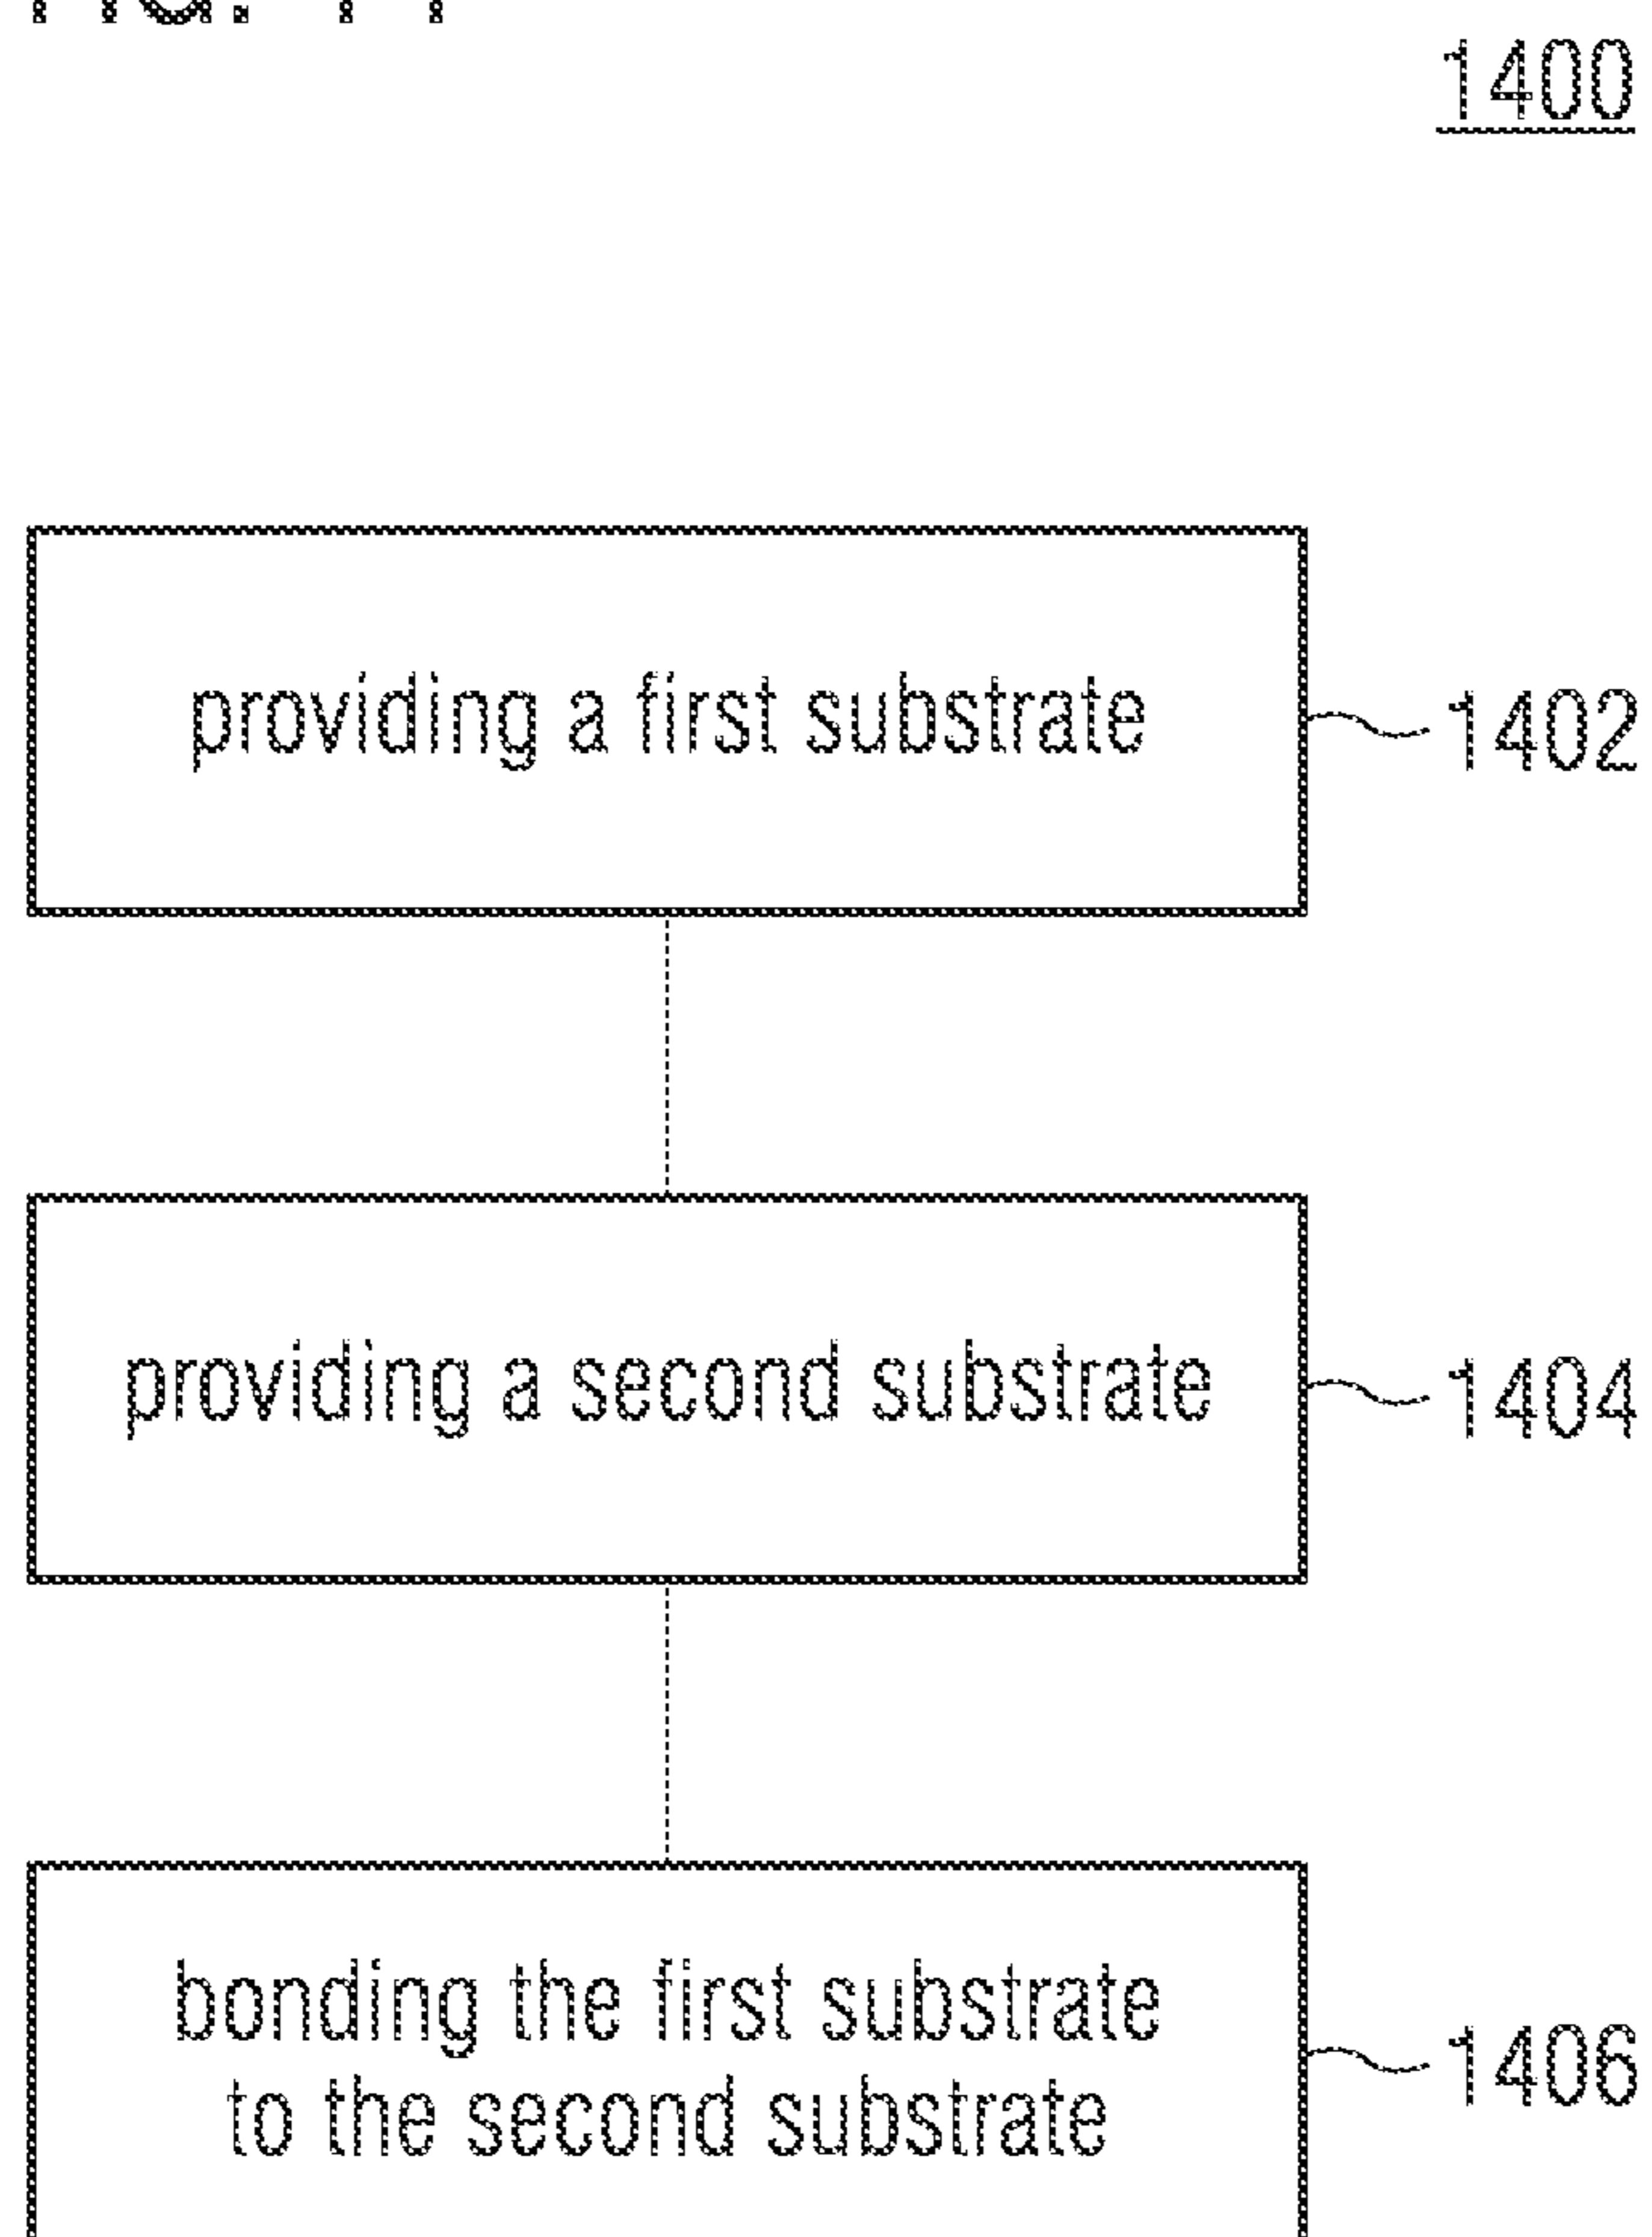 1400
providing a first substrate
1402
providing a second substrate
1404
bonding the first substrate
to the second substrate
1406